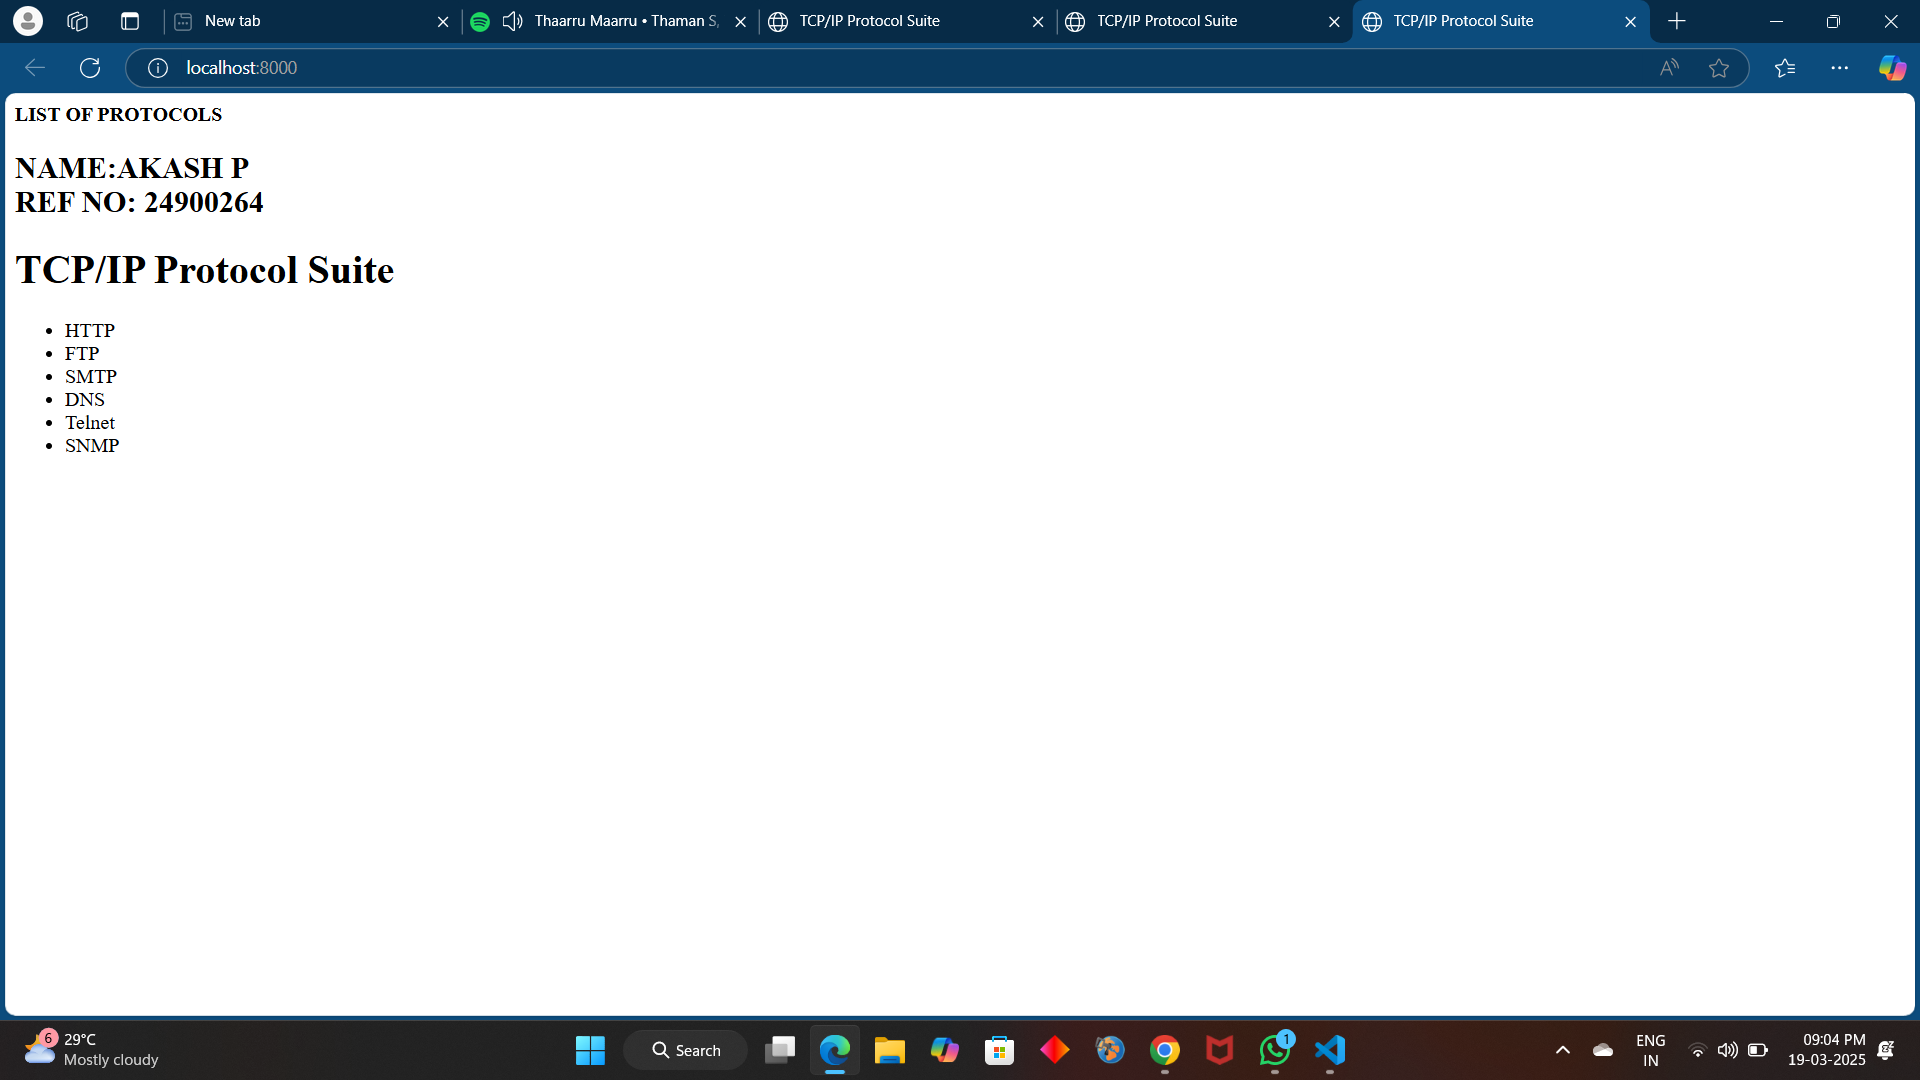 New tab
Thaarru Maarru • Thaman S,
TCP/IP Protocol Suite
TCP/IP Protocol Suite
TCP/IP Protocol Suite
localhost:8000
LIST OF PROTOCOLS
NAME:AKASH P
REF NO: 24900264
TCP/IP Protocol Suite
• HTTP
• FTP
• SMTP
• DNS
• Telnet
• SNMP
6
29°C
Mostly cloudy
Search
1
ENG
IN
09:04 PM
19-03-2025